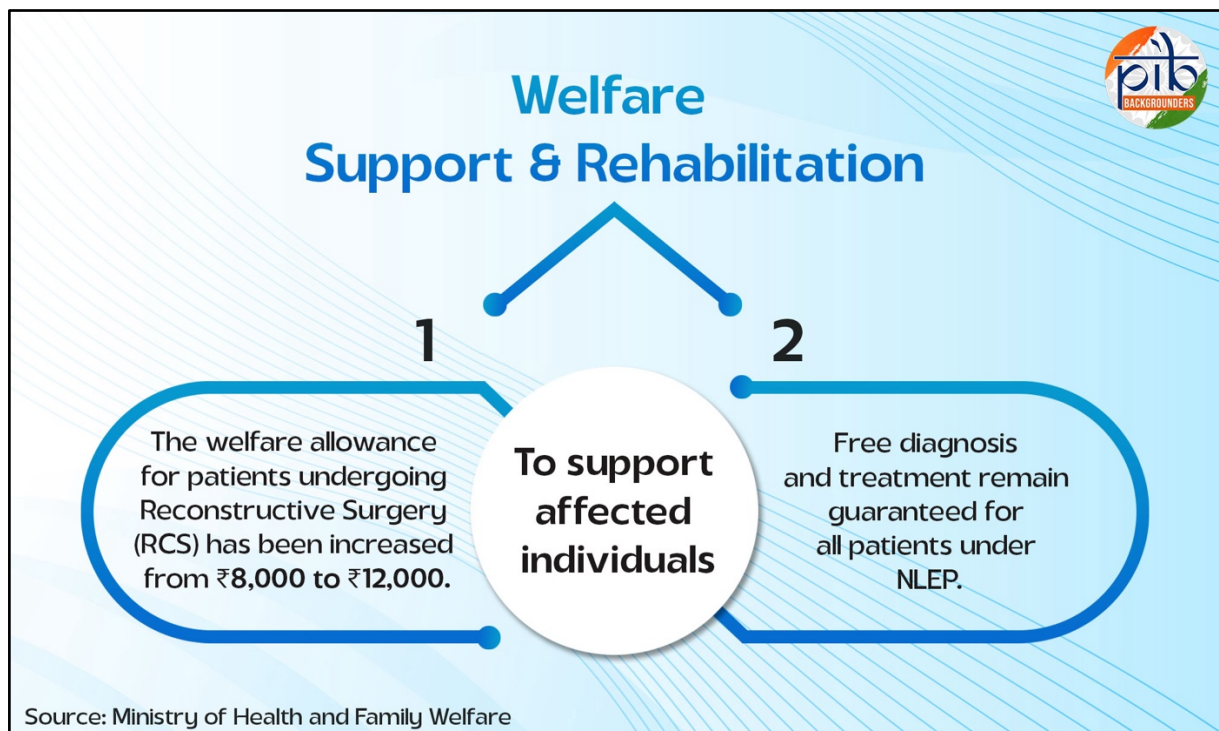 pib
BACKGROUNDERS
Welfare
Support & Rehabilitation
1
The welfare allowance
for patients undergoing
Reconstructive Surgery
(RCS) has been increased
from ₹8,000 to ₹12,000.
To support
affected
individuals
2
Free diagnosis
and treatment remain
guaranteed for
all patients under
NLEP.
Source: Ministry of Health and Family Welfare